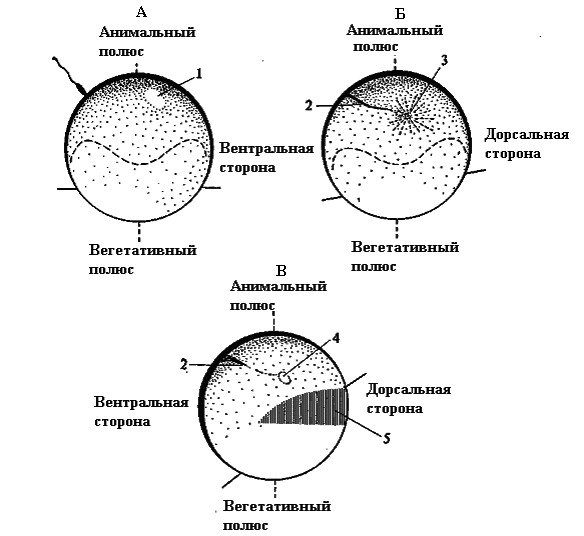 А
Анимальный
полюс
1
Вентральная
сторона
Вегетативный
полюс
Б
Анимальный
полюс
3
2
Дорсальная
сторона
Вегетативный
полюс
В
Анимальный
полюс
4
2
Вентральная
сторона
Дорсальная
сторона
5
Вегетативный
полюс